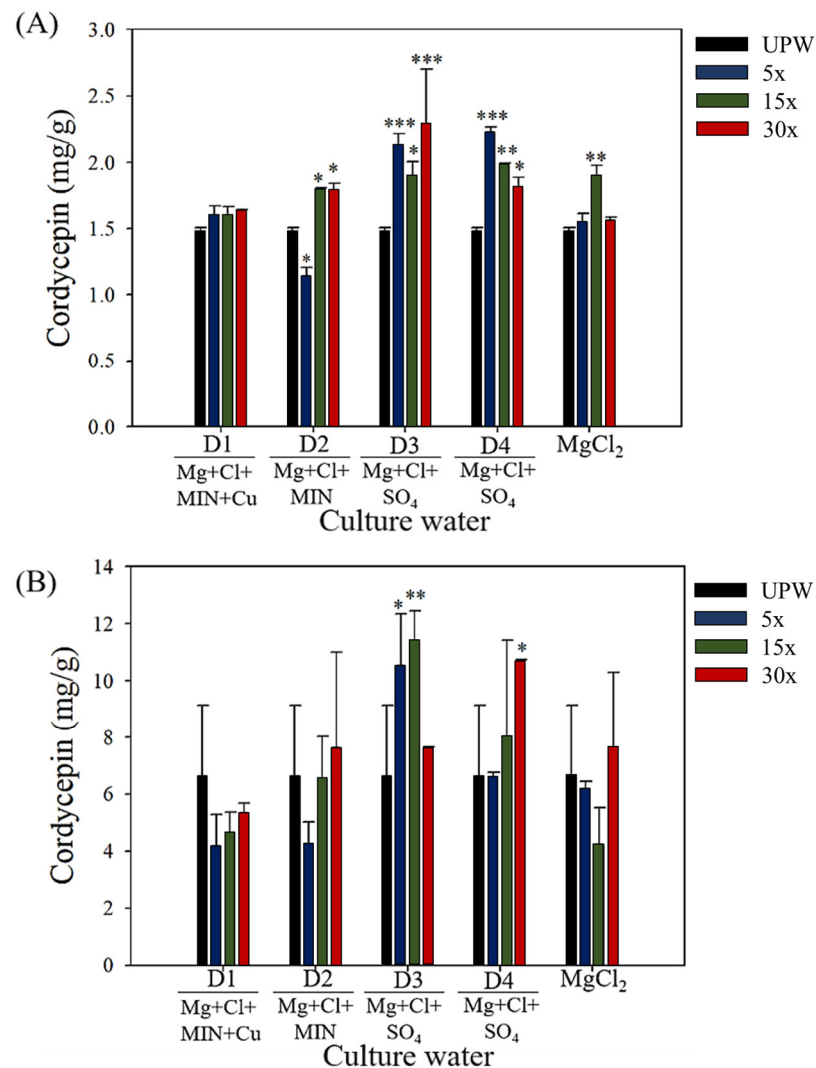 (A)
Cordycepin (mg/g)
3.0
2.5
2.0
1.5
1.0
0.5
0.0
***
***
*
***
**
*
**
*
*
*
UPW
5x
15x
30x
D1 D2 D3 D4 MgCl₂
Mg+Cl+ Mg+Cl+ Mg+Cl+ Mg+Cl+
MIN+Cu MIN SO₄ SO₄
Culture water
(B)
Cordycepin (mg/g)
14
12
10
8
6
4
2
0
*
**
*
UPW
5x
15x
30x
D1 D2 D3 D4 MgCl₂
Mg+Cl+ Mg+Cl+ Mg+Cl+ Mg+Cl+
MIN+Cu MIN SO₄ SO₄
Culture water